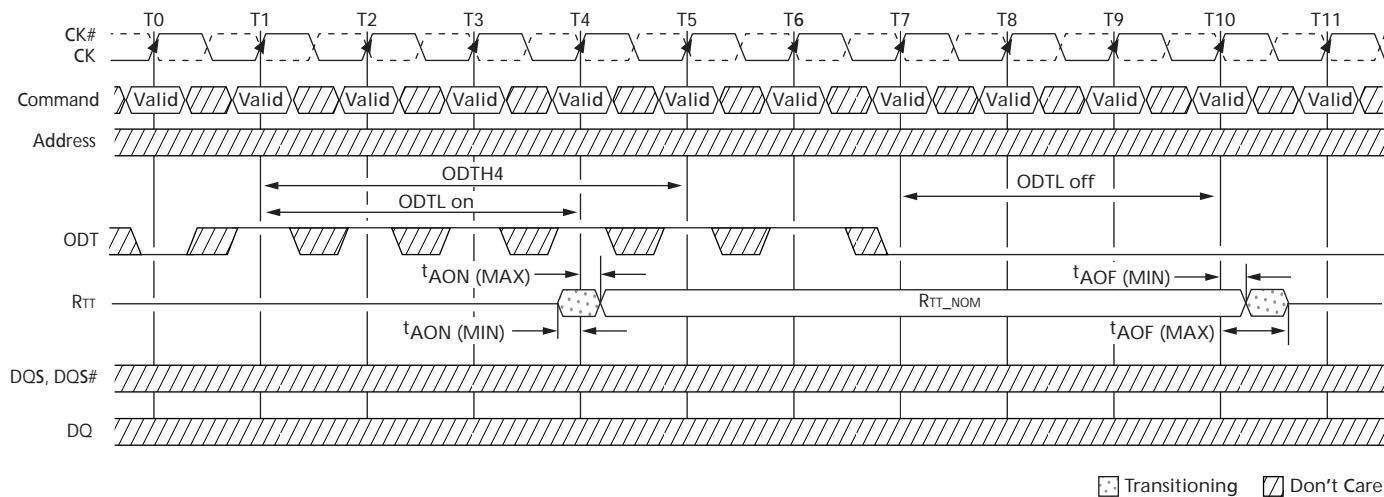 T0 T1 T2 T3 T4 T5 T6 T7 T8 T9 T10 T11
CK#
CK
Command Valid Valid Valid Valid Valid Valid Valid Valid Valid Valid Valid Valid
Address
ODTH4
ODTL off
ODTL on
ODT
tAON (MAX) tAOF (MIN)
RTT RTT_NOM
tAON (MIN) tAOF (MAX)
DQS, DQS#
DQ
Transitioning Don't Care